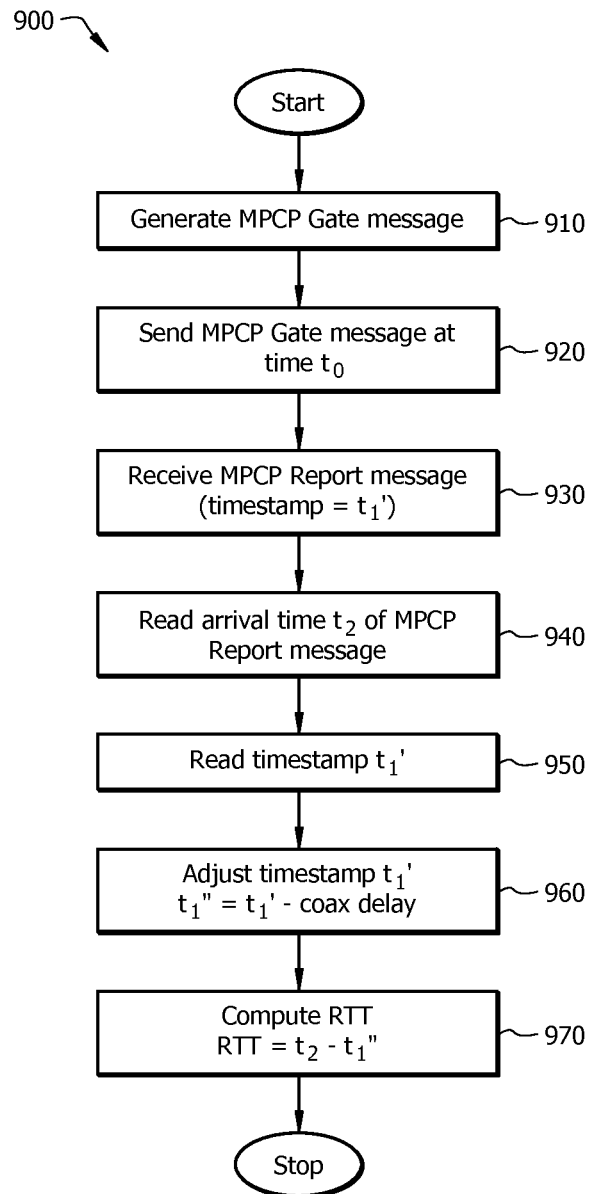 900
Start
Generate MPCP Gate message
910
Send MPCP Gate message at
time t₀
920
Receive MPCP Report message
(timestamp = t₁')
930
Read arrival time t₂ of MPCP
Report message
940
Read timestamp t₁'
950
Adjust timestamp t₁'
t₁" = t₁' - coax delay
960
Compute RTT
RTT = t₂ - t₁"
970
Stop